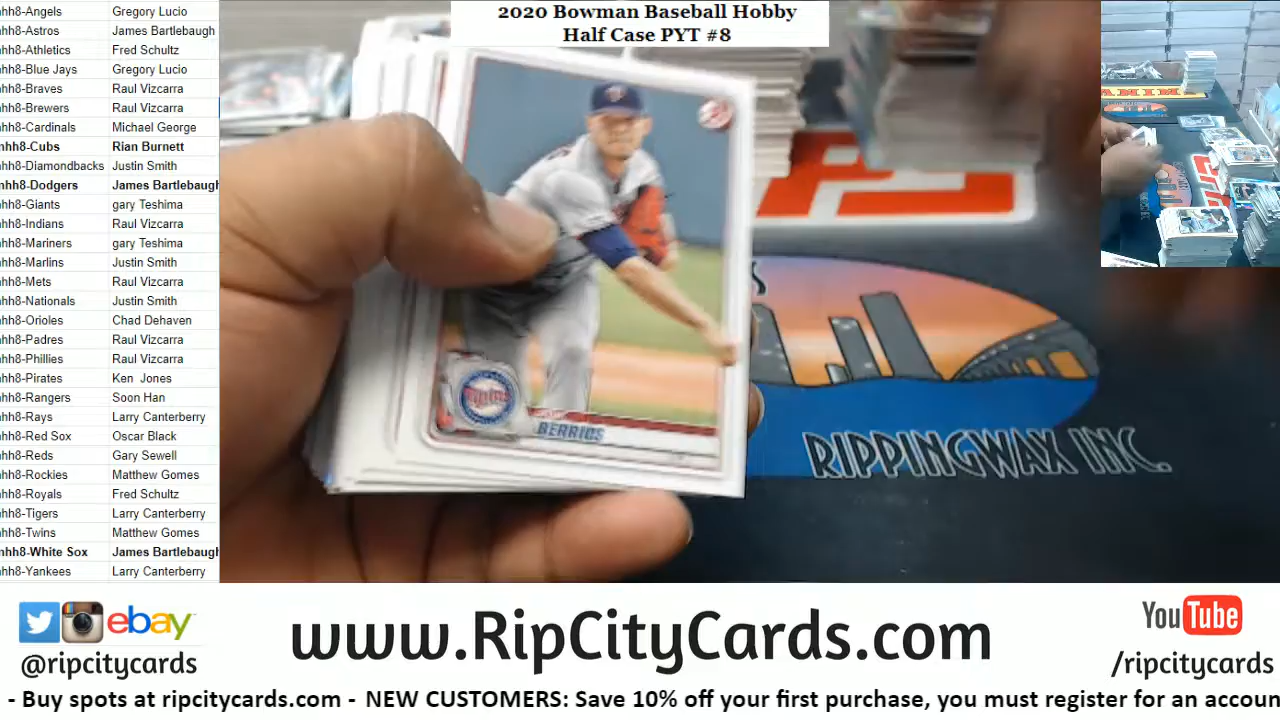 2020 Bowman Baseball Hobby
Half Case PYT #8
hh8-Angels Gregory Lucio
hh8-Astros James Bartlebaugh
hh8-Athletics Fred Schultz
hh8-Blue Jays Gregory Lucio
hh8-Braves Raul Vizcarra
hh8-Brewers Raul Vizcarra
hh8-Cardinals Michael George
hh8-Cubs Rian Burnett
hh8-Diamondbacks Justin Smith
hh8-Dodgers James Bartlebaugh
hh8-Giants gary Teshima
hh8-Indians Raul Vizcarra
hh8-Mariners gary Teshima
hh8-Marlins Justin Smith
hh8-Mets Raul Vizcarra
hh8-Nationals Justin Smith
hh8-Orioles Chad Dehaven
hh8-Padres Raul Vizcarra
hh8-Phillies Raul Vizcarra
hh8-Pirates Ken Jones
hh8-Rangers Soon Han
hh8-Rays Larry Canterberry
hh8-Red Sox Oscar Black
hh8-Reds Gary Sewell
hh8-Rockies Matthew Gomes
hh8-Royals Fred Schultz
hh8-Tigers Larry Canterberry
hh8-Twins Matthew Gomes
hh8-White Sox James Bartlebaugh
hh8-Yankees Larry Canterberry
Twins
BERRIOS
RIPPINGWAX INC.
ebay
@ripcitycards
www.RipCityCards.com
YouTube
/ripcitycards
- Buy spots at ripcitycards.com - NEW CUSTOMERS: Save 10% off your first purchase, you must register for an accoun